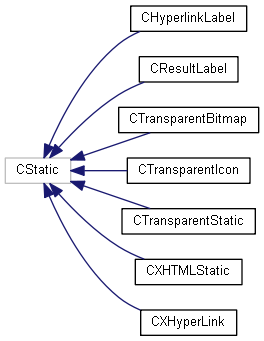 CHyperlinkLabel
CResultLabel
CTransparentBitmap
CStatic
CTransparentIcon
CTransparentStatic
CXHTMLStatic
CXHyperLink